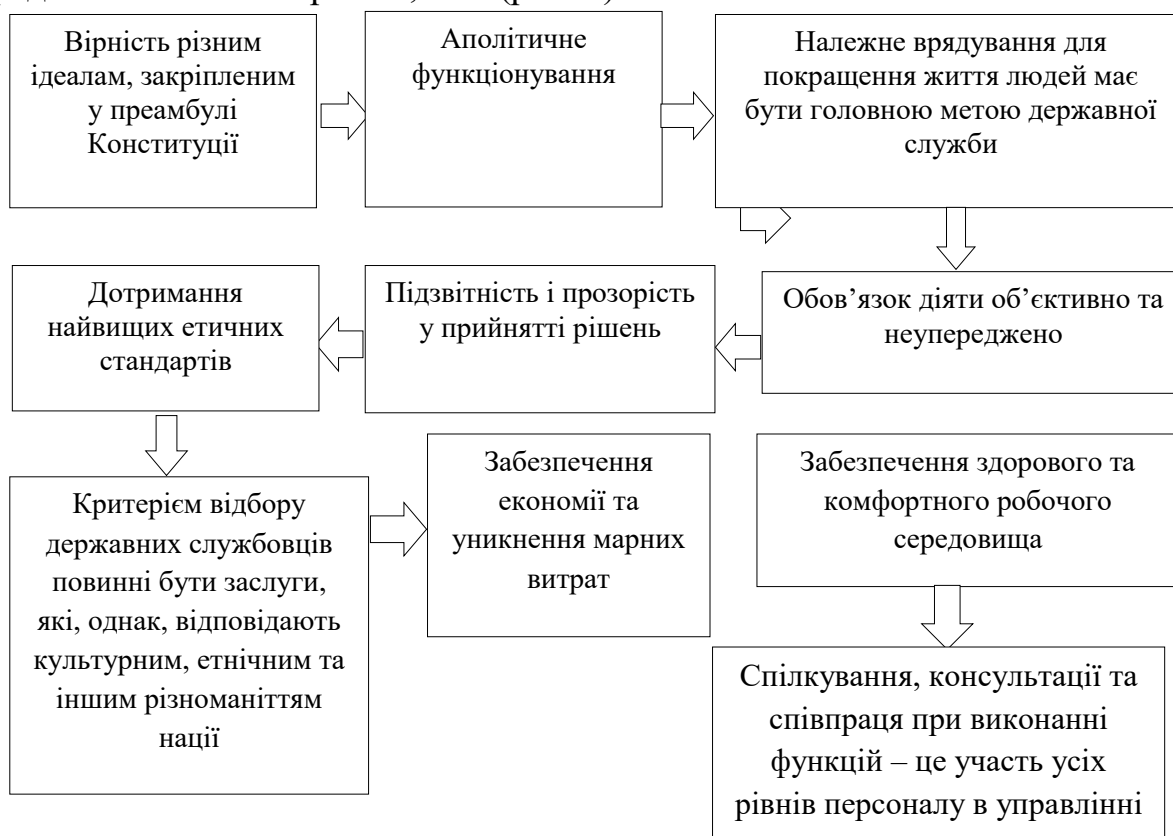 Вірність різним
ідеалам, закріпленим
у преамбулі
Конституції
Аполітичне
функціонування
Належне врядування для
покращення життя людей має
бути головною метою державної
служби
Дотримання
найвищих етичних
стандартів
Підзвітність і прозорість
у прийнятті рішень
Обов’язок діяти об’єктивно та
неупереджено
Критерієм відбору
державних службовців
повинні бути заслуги,
які, однак, відповідають
культурним, етнічним та
іншим різноманіттям
нації
Забезпечення
економії та
уникнення марних
витрат
Забезпечення здорового та
комфортного робочого
середовища
Спілкування, консультації та
співпраця при виконанні
функцій – це участь усіх
рівнів персоналу в управлінні